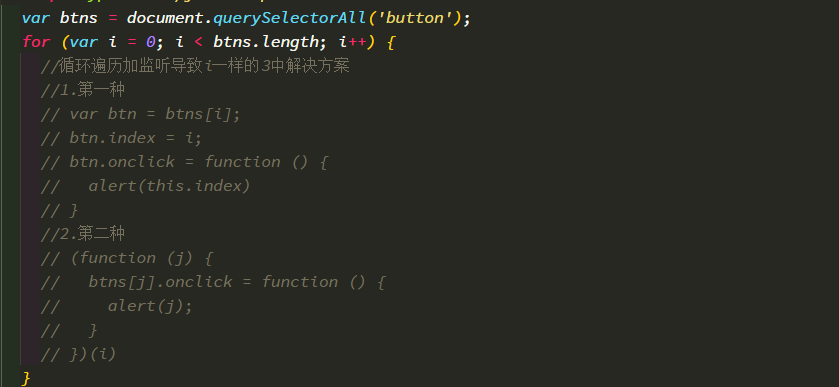 var btns = document.querySelectorAll('button');
for (var i = 0; i < btns.length; i++) {
//循环遍历加监听导致i一样的3中解决方案
//1.第一种
// var btn = btns[i];
// btn.index = i;
// btn.onclick = function () {
//   alert(this.index)
// }
//2.第二种
// (function (j) {
//   btns[j].onclick = function () {
//     alert(j);
//   }
// })(i)
}